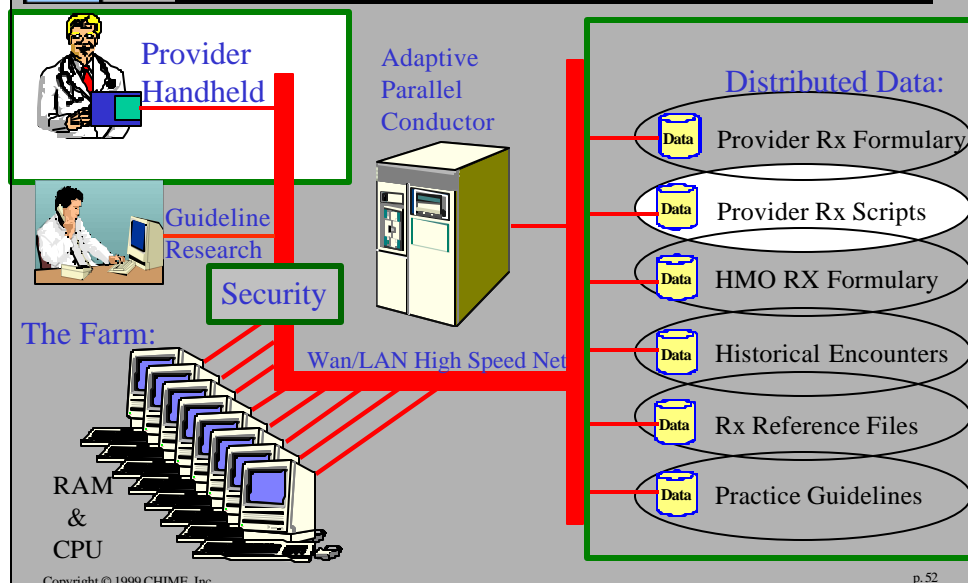 Provider
Handheld
Adaptive
Parallel
Conductor
Distributed Data:
Data Provider Rx Formulary
Data Provider Rx Scripts
Data HMO RX Formulary
Data Historical Encounters
Data Rx Reference Files
Data Practice Guidelines
Guideline
Research
Security
The Farm:
Wan/LAN High Speed Net
RAM
&
CPU
Copyright © 1999 CHIME, Inc
p. 52